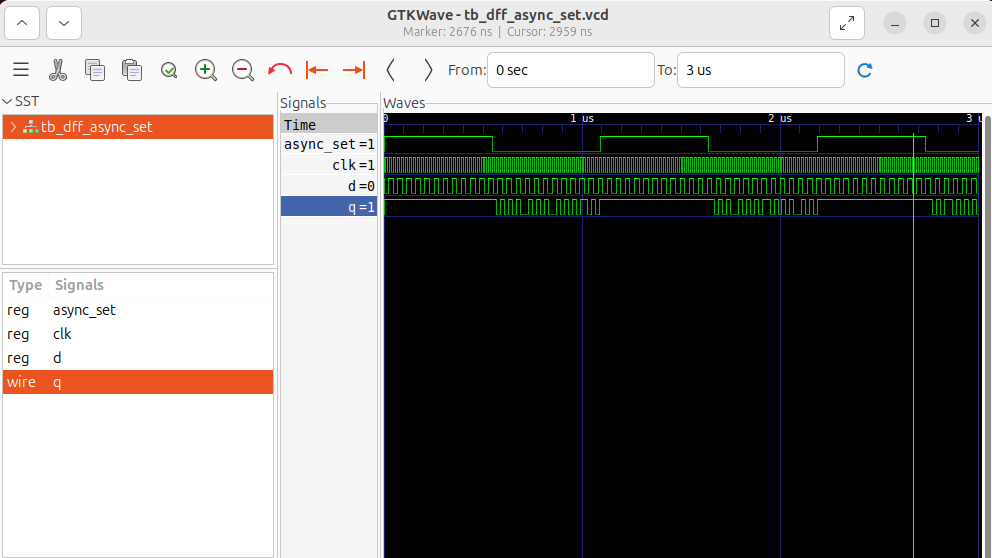 GTKWave - tb_dff_async_set.vcd
Marker: 2676 ns | Cursor: 2959 ns
From: 0 sec To: 3 us
SST
tb_dff_async_set
Type Signals
reg async_set
reg clk
reg d
wire q
Signals
Time
async_set =1
clk =1
d =0
q =1
Waves
0 1 us 2 us 3 u